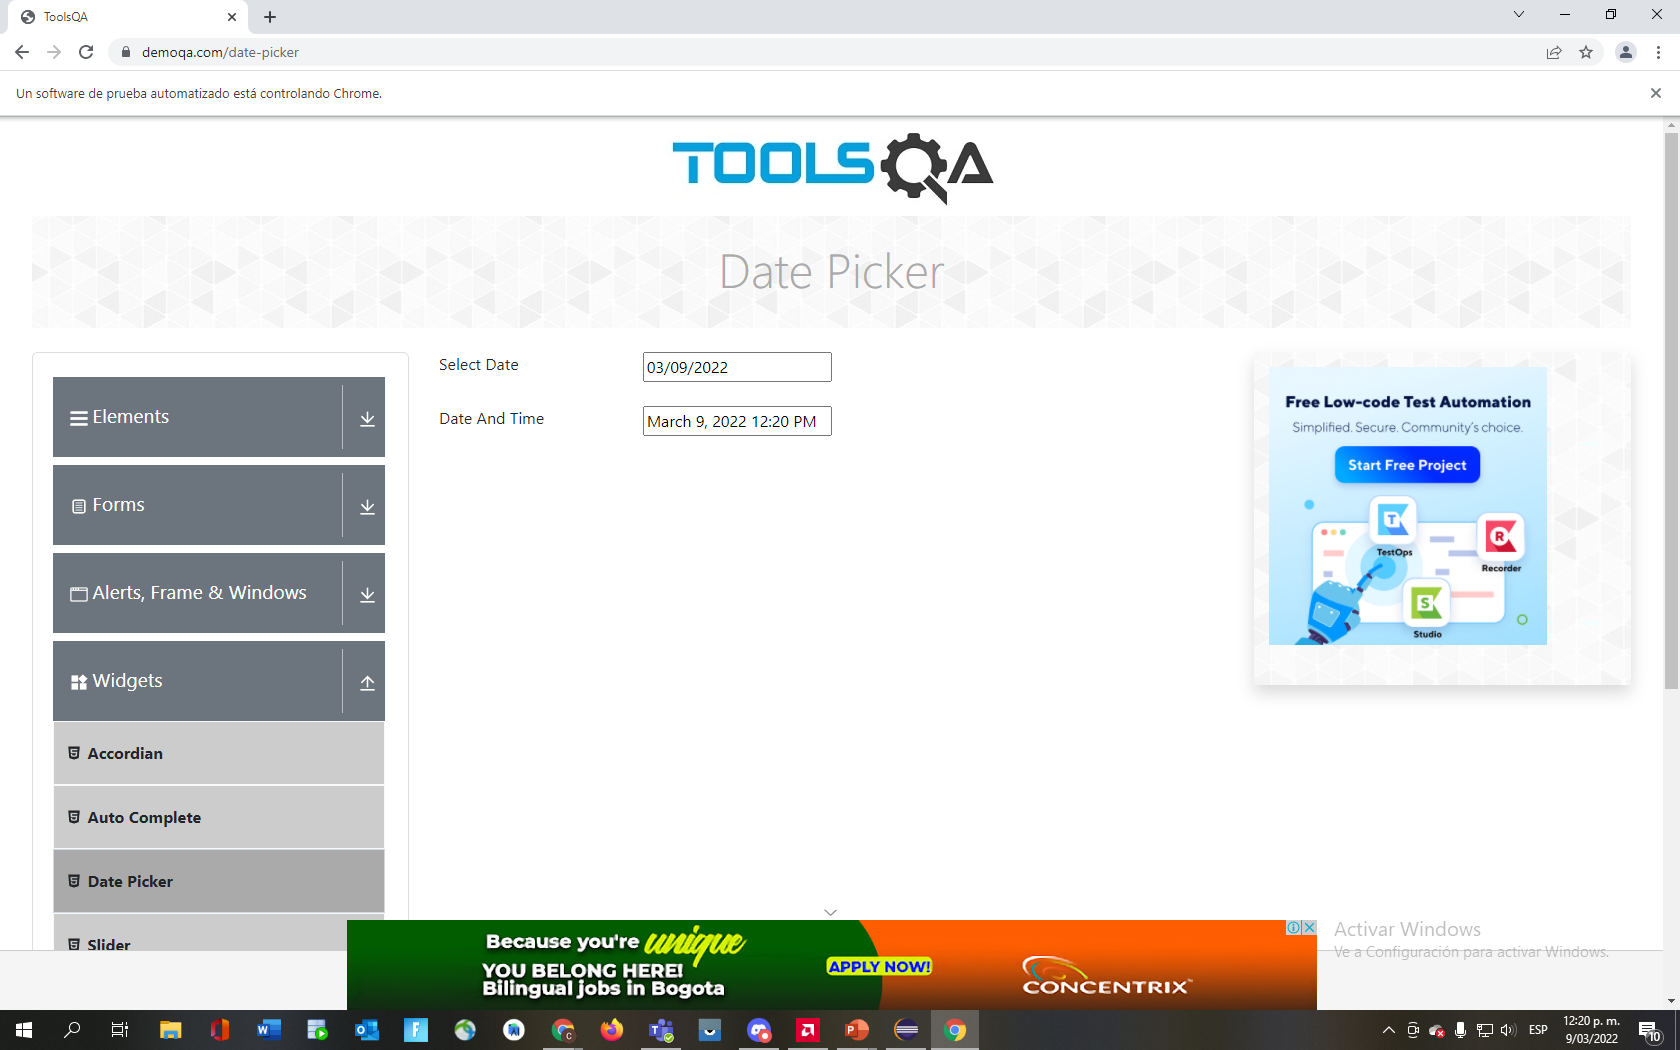 ToolsQA
demoqa.com/date-picker
Un software de prueba automatizado está controlando Chrome.
TOOLSQA
Date Picker
Elements
Forms
Alerts, Frame & Windows
Widgets
Accordian
Auto Complete
Date Picker
Slider
Select Date
03/09/2022
Date And Time
March 9, 2022 12:20 PM
Free Low-code Test Automation
Simplified. Secure. Community's choice.
Start Free Project
TestOps
Recorder
Studio
Because you're unique
YOU BELONG HERE!
Bilingual jobs in Bogota
APPLY NOW!
CONCENTRIX
Activar Windows
Ve a Configuración para activar Windows.
ESP
12:20 p. m.
9/03/2022
10